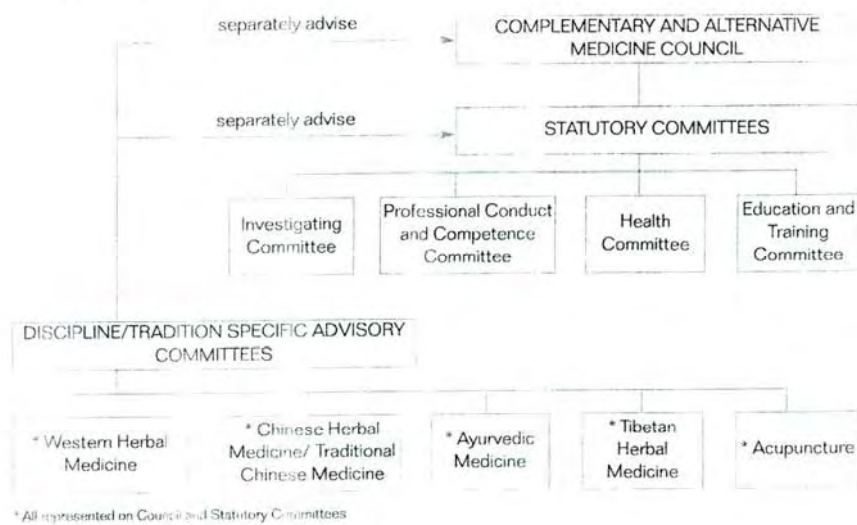 separately advise
COMPLEMENTARY AND ALTERNATIVE
MEDICINE COUNCIL
separately advise
STATUTORY COMMITTEES
Investigating
Committee
Professional Conduct
and Competence
Committee
Health
Committee
Education and
Training
Committee
DISCIPLINE/TRADITION SPECIFIC ADVISORY
COMMITTEES
* Western Herbal
Medicine
* Chinese Herbal
Medicine/ Traditional
Chinese Medicine
* Ayurvedic
Medicine
* Tibetan
Herbal
Medicine
* Acupuncture
* All represented on Council and Statutory Committees